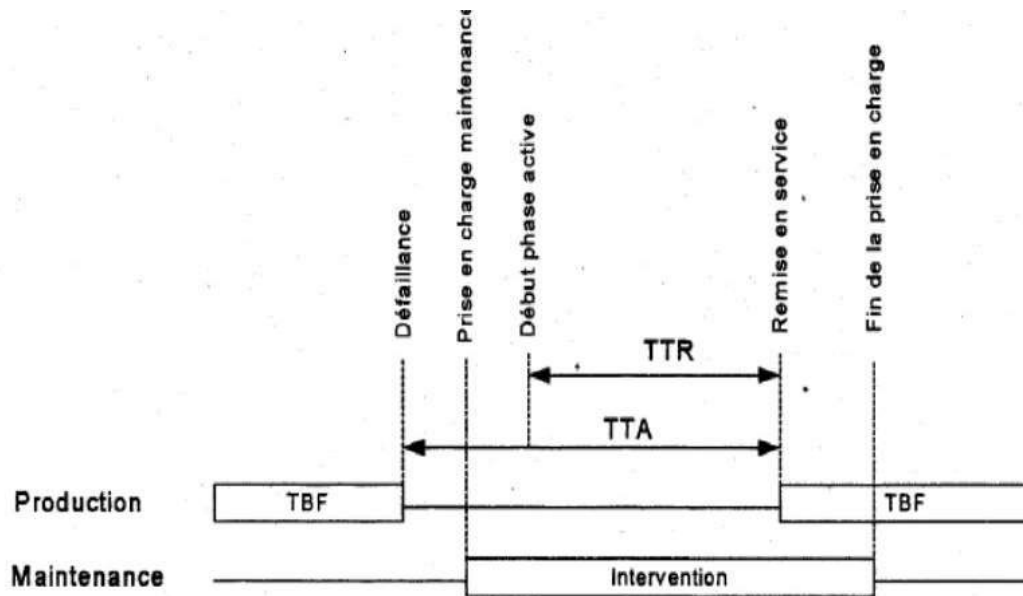 Défaillance
Prise en charge maintenance
Début phase active
Remise en service
Fin de la prise en charge
TTR
TTA
Production
TBF
TBF
Maintenance
Intervention